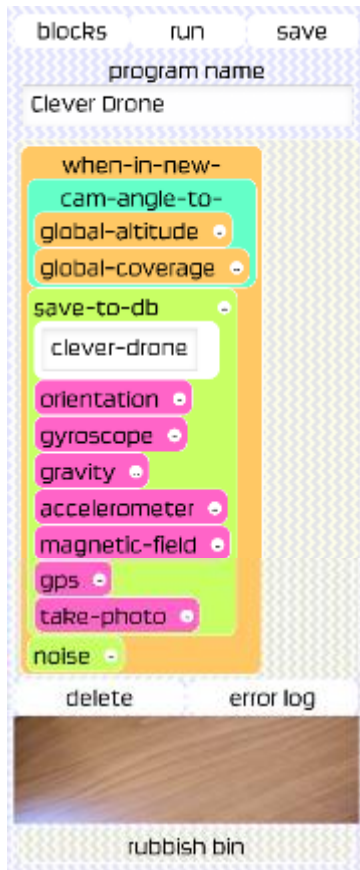 blocks run save
program name
Clever Drone
when-in-new-
cam-angle-to-
global-altitude
global-coverage
save-to-db
clever-drone
orientation
gyroscope
gravity
accelerometer
magnetic-field
gps
take-photo
noise
delete error log
rubbish bin